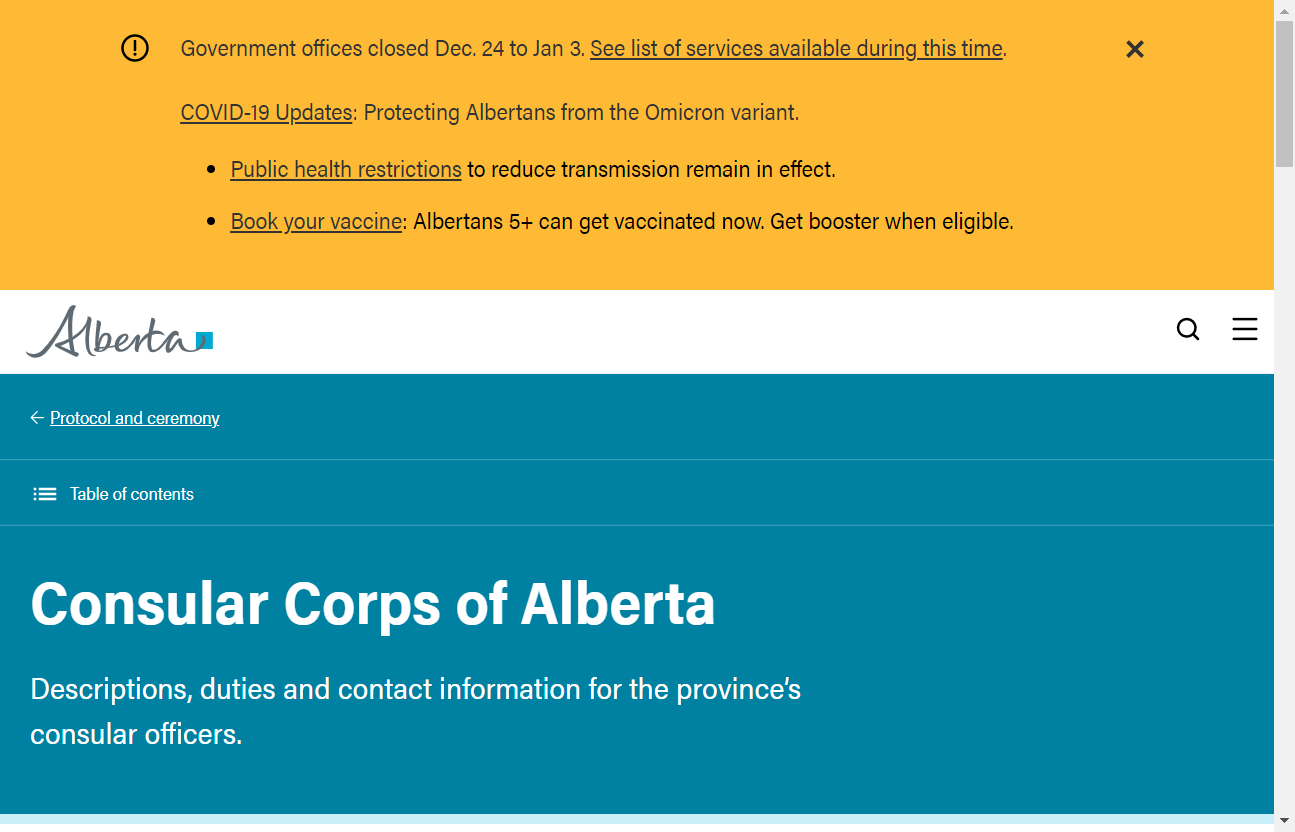 Government offices closed Dec. 24 to Jan 3. See list of services available during this time.
COVID-19 Updates: Protecting Albertans from the Omicron variant.
Public health restrictions to reduce transmission remain in effect.
Book your vaccine: Albertans 5+ can get vaccinated now. Get booster when eligible.
Alberta
Protocol and ceremony
Table of contents
Consular Corps of Alberta
Descriptions, duties and contact information for the province’s
consular officers.